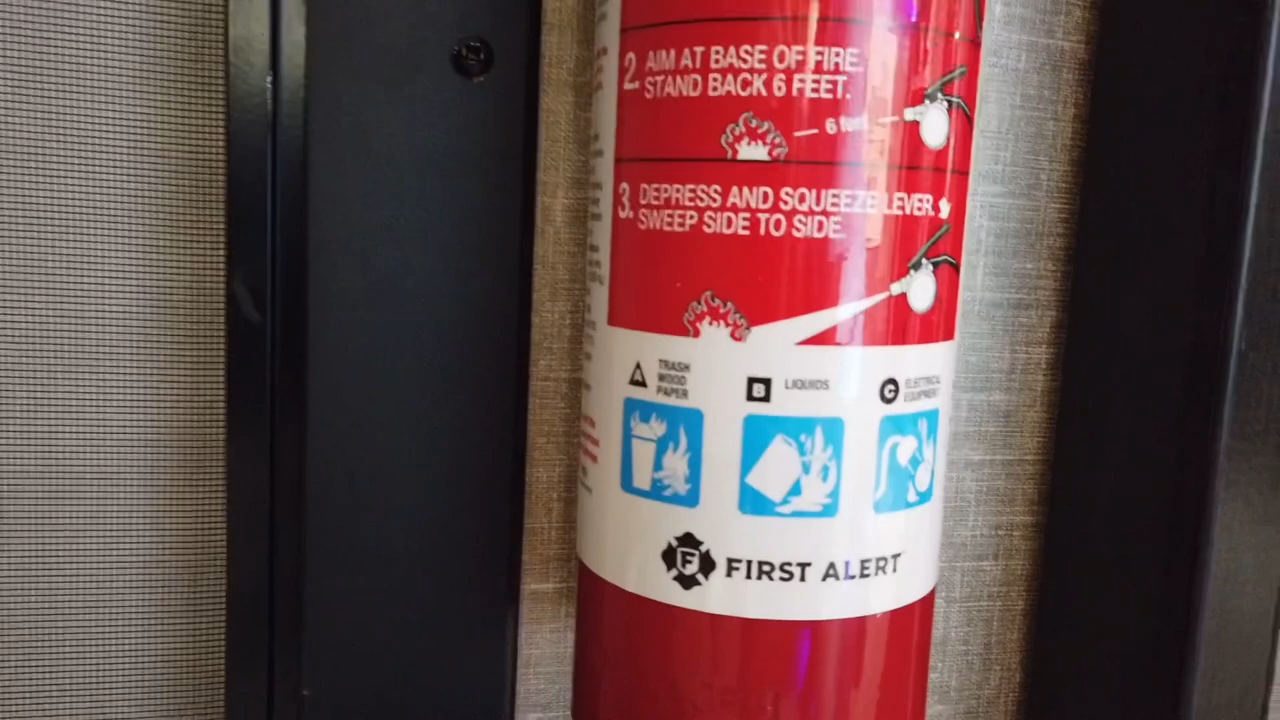 2. AIM AT BASE OF FIRE.
STAND BACK 6 FEET.
6 feet
3. DEPRESS AND SQUEEZE LEVER.
SWEEP SIDE TO SIDE.
A TRASH
WOOD
PAPER
B LIQUIDS
C ELECTRICAL
EQUIPMENT
F FIRST ALERT